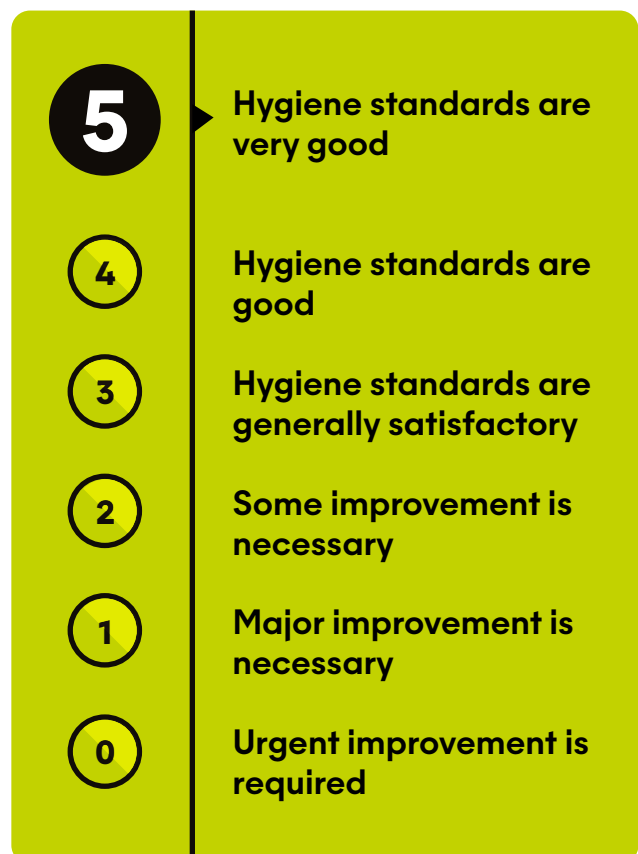 5
Hygiene standards are
very good
4
Hygiene standards are
good
3
Hygiene standards are
generally satisfactory
2
Some improvement is
necessary
1
Major improvement is
necessary
0
Urgent improvement is
required